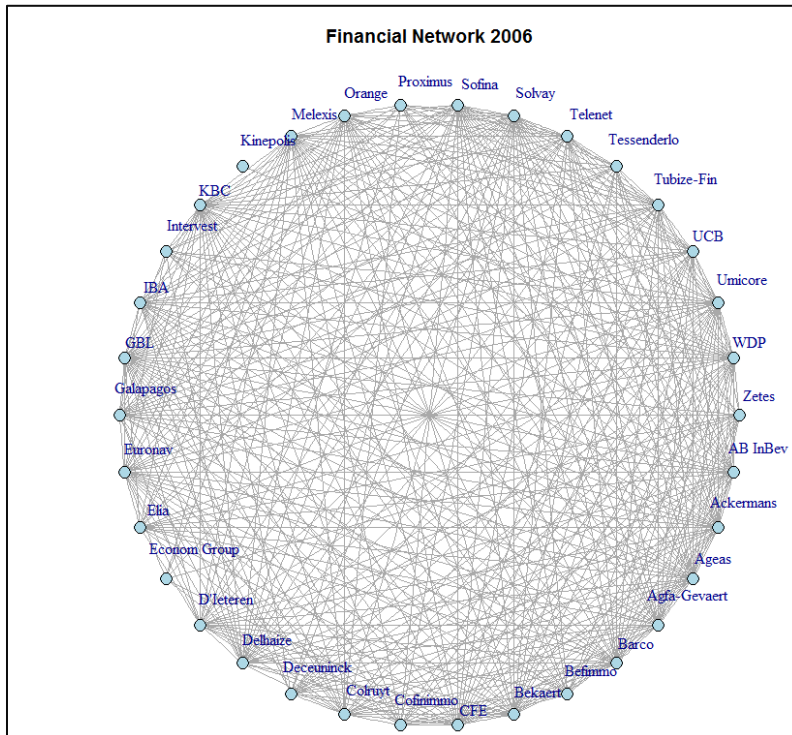 Financial Network 2006
Proximus
Sofina
Orange
Solvay
Melexis
Telenet
Kinepolis
Tessenderlo
KBC
Tubize-Fin
Intervest
UCB
IBA
Umicore
GBL
WDP
Galapagos
Zetes
Euronav
AB InBev
Elia
Ackermans
Econom Group
Ageas
D'Ieteren
Agfa-Gevaert
Delhaize
Barco
Deceuninck
Befimmo
Colruyt
Bekaert
Cofinimmo
CFE